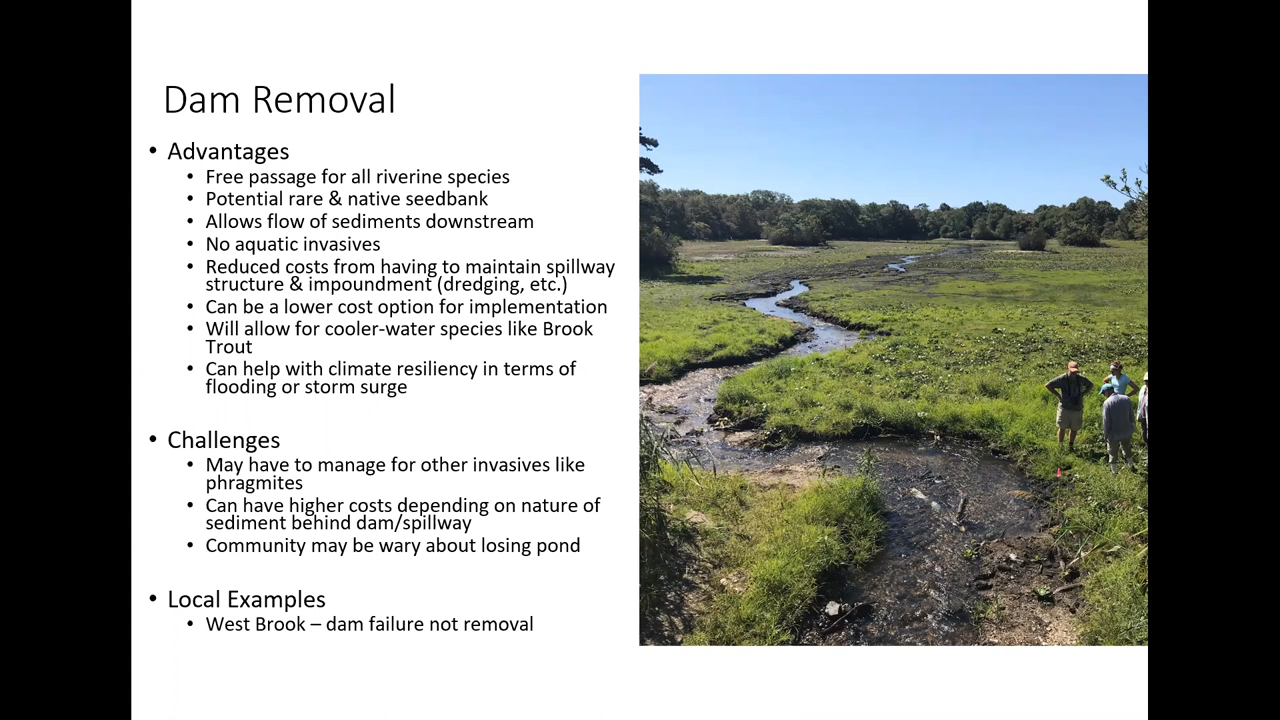 Dam Removal
• Advantages
• Free passage for all riverine species
• Potential rare & native seedbank
• Allows flow of sediments downstream
• No aquatic invasives
• Reduced costs from having to maintain spillway
structure & impoundment (dredging, etc.)
• Can be a lower cost option for implementation
• Will allow for cooler-water species like Brook
Trout
• Can help with climate resiliency in terms of
flooding or storm surge
• Challenges
• May have to manage for other invasives like
phragmites
• Can have higher costs depending on nature of
sediment behind dam/spillway
• Community may be wary about losing pond
• Local Examples
• West Brook – dam failure not removal